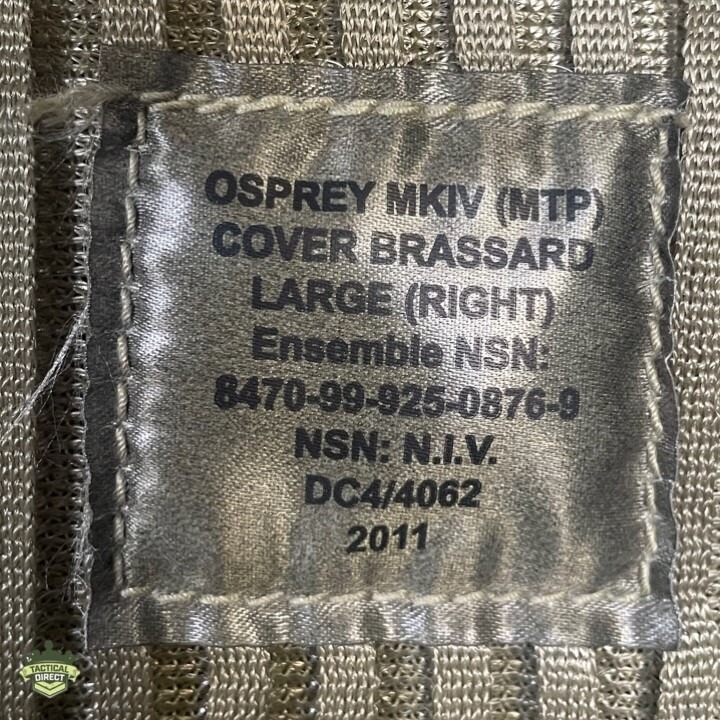 OSPREY MKIV (MTP)
COVER BRASSARD
LARGE (RIGHT)
Ensemble NSN:
8470-99-925-0876-9
NSN: N.I.V.
DC4/4062
2011
TACTICAL
DIRECT